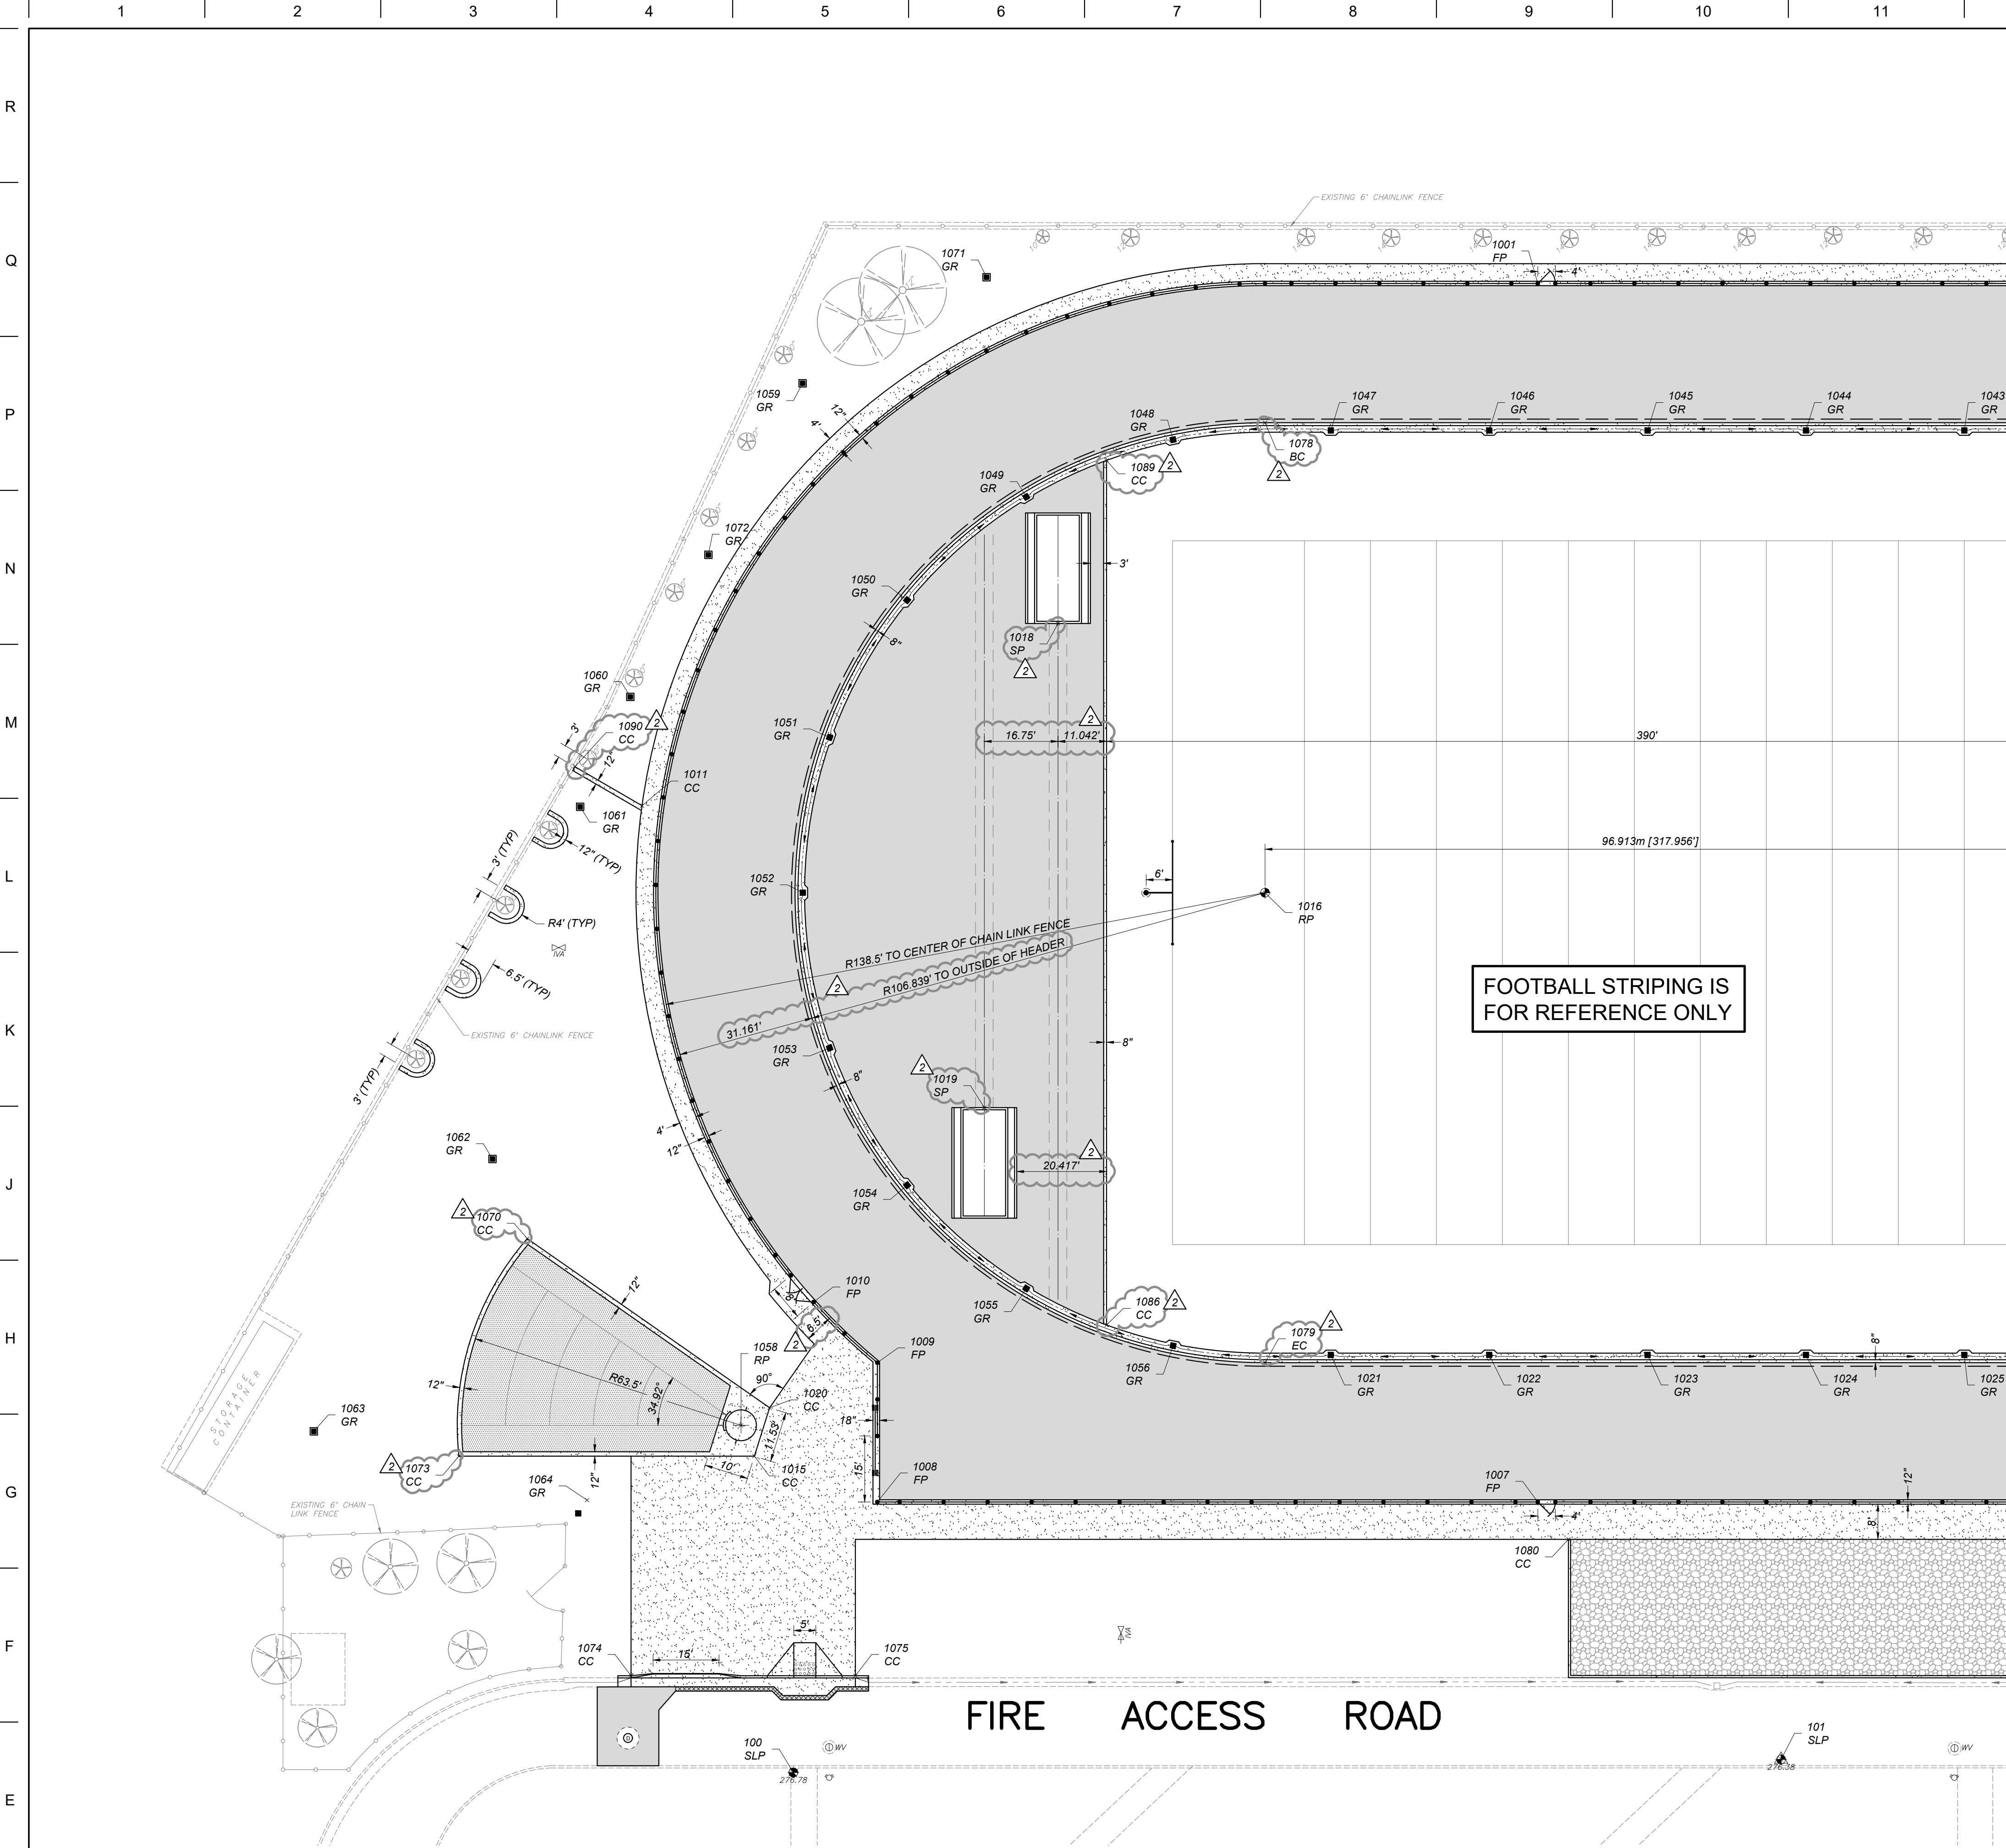 1 2 3 4 5 6 7 8 9 10 11
R
EXISTING 6' CHAINLINK FENCE
Q
1071
GR
1001
FP
4'
P
1059
GR
12"
4'
1048
GR
1047
GR
1046
GR
1045
GR
1044
GR
1043
GR
1078
BC
2
1089
CC
2
1049
GR
1072
GR
N
3'
1050
GR
8"
1018
SP
2
1060
GR
M
1090
CC
2
3'
12"
1051
GR
2
16.75'
11.042'
390'
1011
CC
1061
GR
3' (TYP)
12" (TYP)
96.913m [317.956']
L
1052
GR
6'
1016
RP
R4' (TYP)
IVA
R138.5' TO CENTER OF CHAIN LINK FENCE
R106.839' TO OUTSIDE OF HEADER
31.161'
2
6.5' (TYP)
FOOTBALL STRIPING IS
FOR REFERENCE ONLY
K
EXISTING 6' CHAINLINK FENCE
1053
GR
8"
8"
3' (TYP)
2
1019
SP
4'
12"
1062
GR
2
20.417'
J
1054
GR
2
1070
CC
12"
8'
1010
FP
6.5'
2
1055
GR
1086
CC
2
1079
EC
2
H
1009
FP
1058
RP
8"
1056
GR
1021
GR
1022
GR
1023
GR
1024
GR
1025
GR
R63.5'
34.92°
90°
12"
1020
CC
STORAGE
CONTAINER
1063
GR
18"
11.53'
15'
2
1073
CC
1064
GR
12"
10'
1015
CC
1008
FP
1007
FP
4'
12"
8'
G
EXISTING 6' CHAIN
LINK FENCE
1080
CC
5'
IVA
F
1074
CC
15'
1075
CC
FIRE ACCESS ROAD
100
SLP
276.78
WV
101
SLP
276.38
WV
E